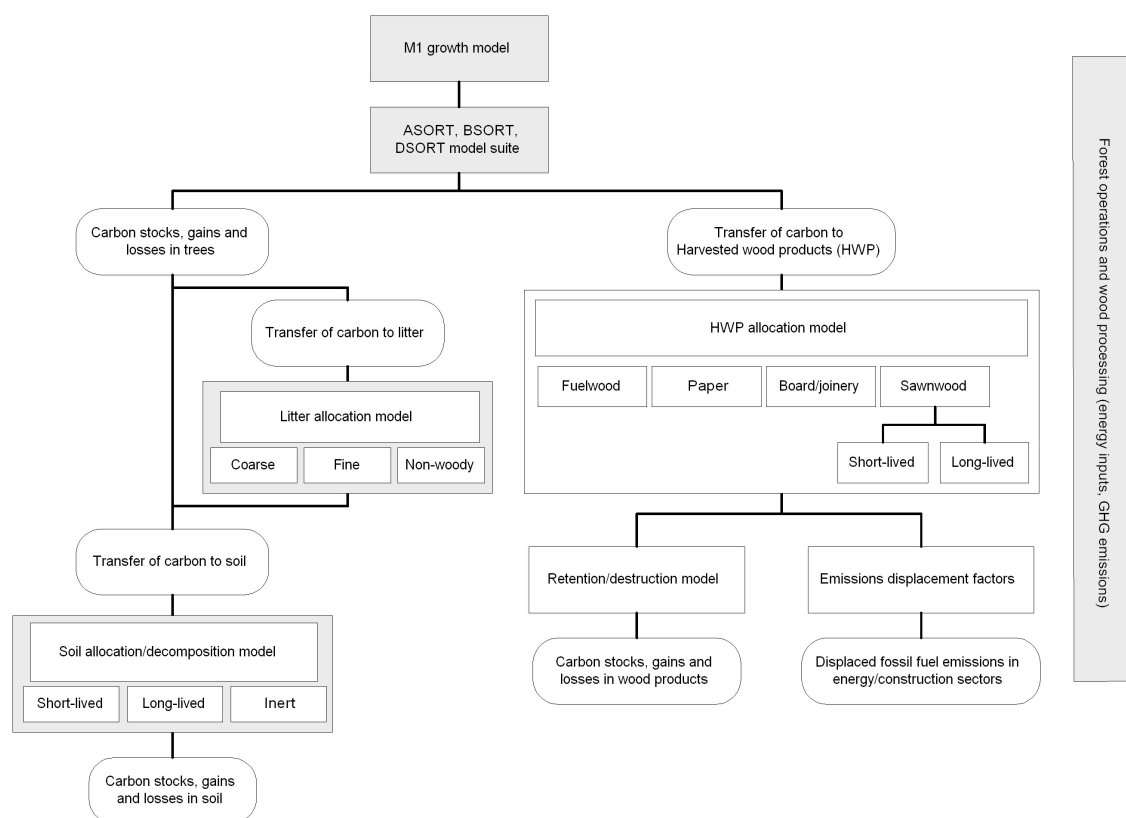 M1 growth model
ASORT, BSORT,
DSORT model suite
Carbon stocks, gains and
losses in trees
Transfer of carbon to
Harvested wood products (HWP)
Transfer of carbon to litter
HWP allocation model
Fuelwood
Paper
Board/joinery
Sawnwood
Litter allocation model
Coarse
Fine
Non-woody
Short-lived
Long-lived
Transfer of carbon to soil
Retention/destruction model
Emissions displacement factors
Soil allocation/decomposition model
Short-lived
Long-lived
Inert
Carbon stocks, gains and
losses in wood products
Displaced fossil fuel emissions in
energy/construction sectors
Carbon stocks, gains
and losses in soil
Forest operations and wood processing (energy inputs, GHG emissions)